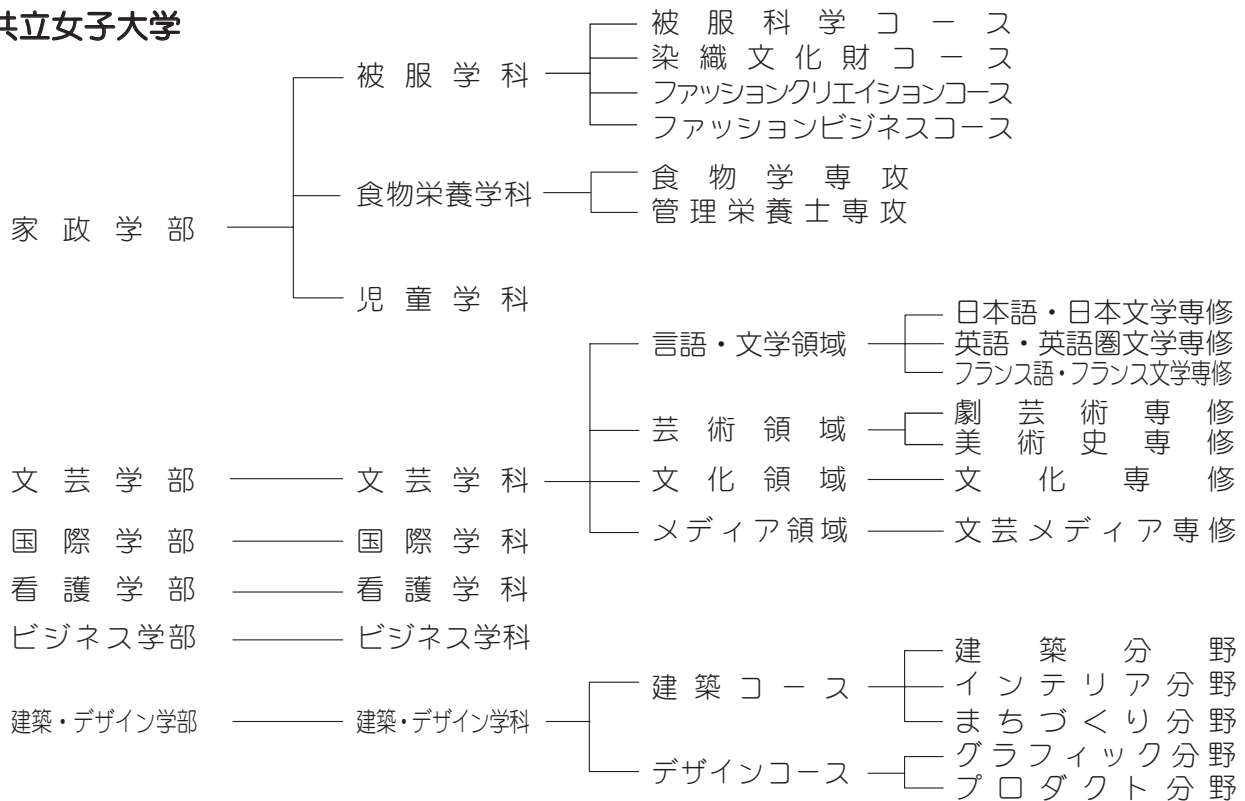 共立女子大学
家政学部
被服学科
被服科学コース
染織文化財コース
ファッションクリエイションコース
ファッションビジネスコース
食物栄養学科
食物学専攻
管理栄養士専攻
児童学科
文芸学部
文芸学科
言語・文学領域
日本語・日本文学専修
英語・英語圏文学専修
フランス語・フランス文学専修
芸術領域
劇芸術専修
美術史専修
文化領域
文化専修
メディア領域
文芸メディア専修
国際学部
国際学科
看護学部
看護学科
ビジネス学部
ビジネス学科
建築・デザイン学部
建築・デザイン学科
建築コース
建築分野
インテリア分野
まちづくり分野
デザインコース
グラフィック分野
プロダクト分野